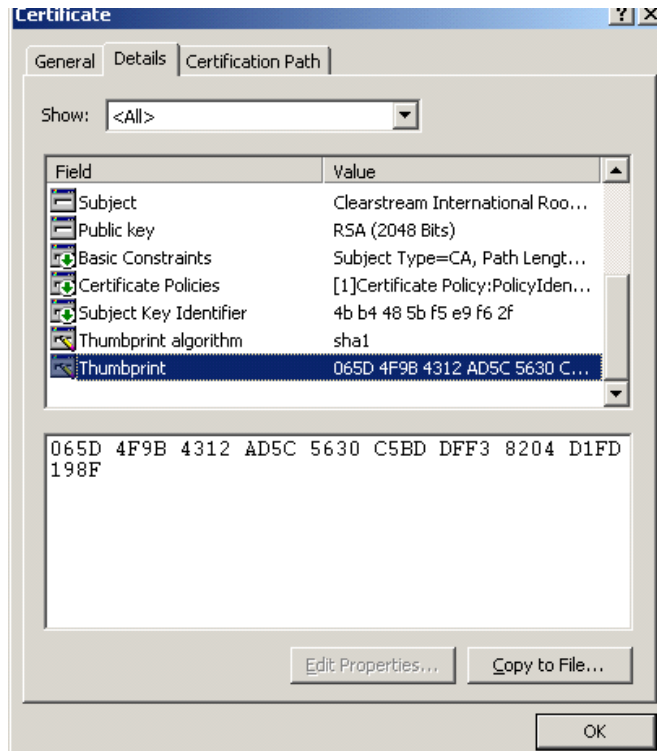 Certificate
General Details Certification Path
Show: <All>
Field Value
Subject Clearstream International Roo...
Public key RSA (2048 Bits)
Basic Constraints Subject Type=CA, Path Lengt...
Certificate Policies [1]Certificate Policy:PolicyIden...
Subject Key Identifier 4b b4 48 5b f5 e9 f6 2f
Thumbprint algorithm sha1
Thumbprint 065D 4F9B 4312 AD5C 5630 C...
065D 4F9B 4312 AD5C 5630 C5BD DFF3 8204 D1FD
198F
Edit Properties... Copy to File...
OK